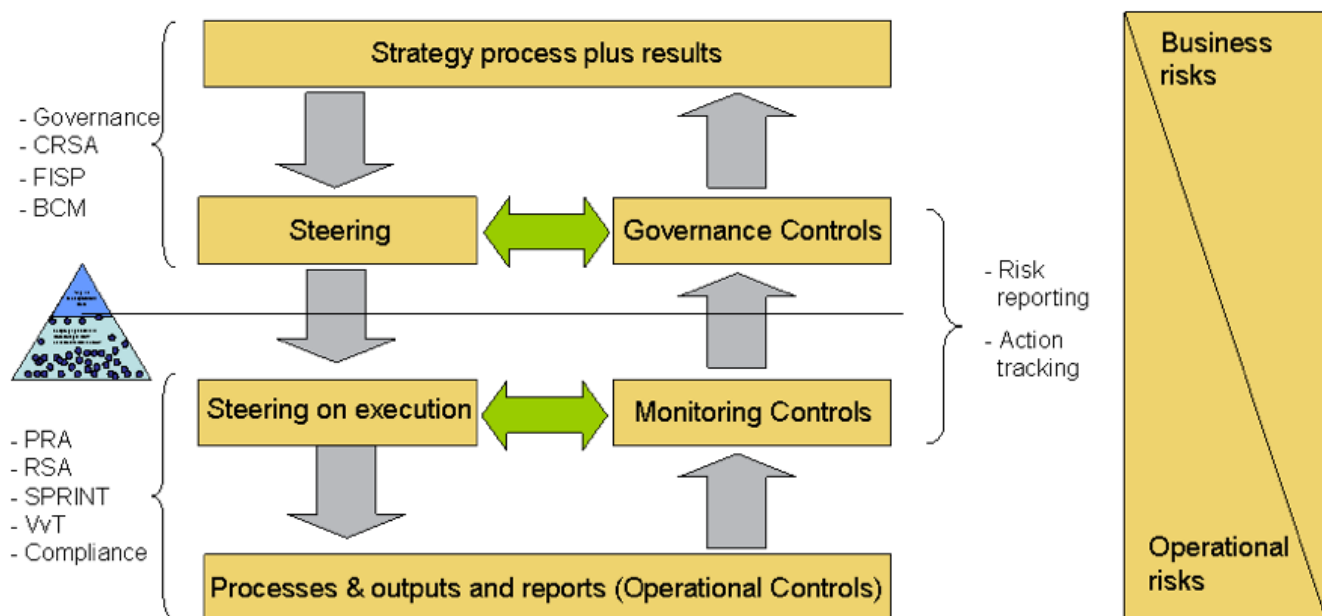 Strategy process plus results
Business
risks
- Governance
- CRSA
- FISP
- BCM
Steering
Governance Controls
- Risk
reporting
- Action
tracking
Steering on execution
Monitoring Controls
- PRA
- RSA
- SPRINT
- VvT
- Compliance
Processes & outputs and reports (Operational Controls)
Operational
risks